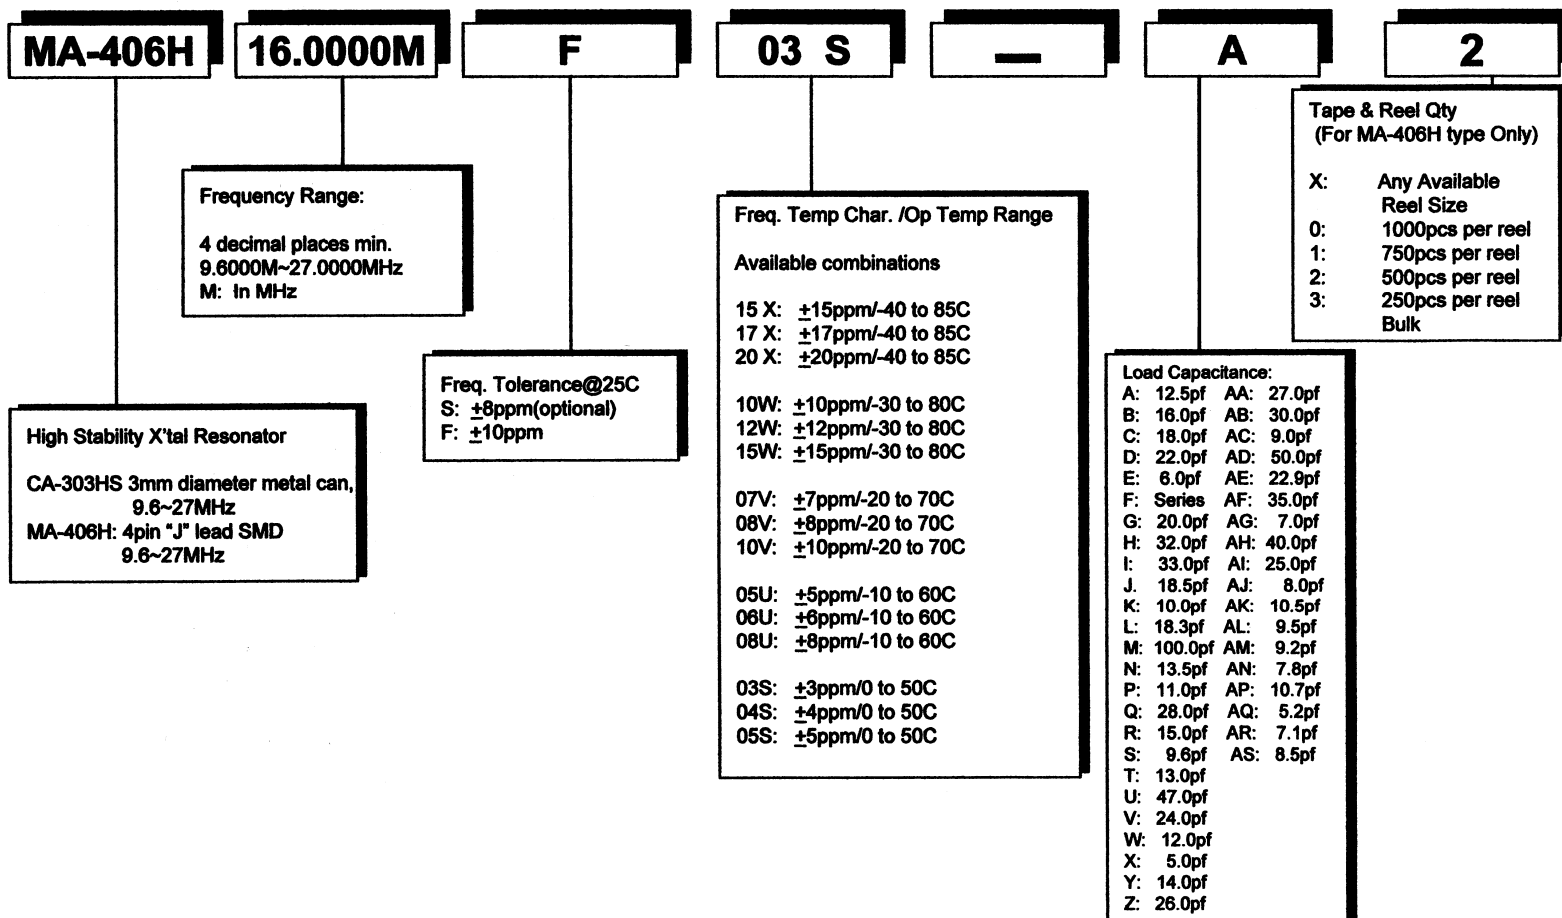 MA-406H 16.0000M F 03 S — A 2
Tape & Reel Qty
(For MA-406H type Only)
X: Any Available
Reel Size
0: 1000pcs per reel
1: 750pcs per reel
2: 500pcs per reel
3: 250pcs per reel
Bulk
Frequency Range:
4 decimal places min.
9.6000M~27.0000MHz
M: In MHz
Freq. Temp Char. /Op Temp Range
Available combinations
15 X: ±15ppm/-40 to 85C
17 X: ±17ppm/-40 to 85C
20 X: ±20ppm/-40 to 85C
10W: ±10ppm/-30 to 80C
12W: ±12ppm/-30 to 80C
15W: ±15ppm/-30 to 80C
07V: ±7ppm/-20 to 70C
08V: ±8ppm/-20 to 70C
10V: ±10ppm/-20 to 70C
05U: ±5ppm/-10 to 60C
06U: ±6ppm/-10 to 60C
08U: ±8ppm/-10 to 60C
03S: ±3ppm/0 to 50C
04S: ±4ppm/0 to 50C
05S: ±5ppm/0 to 50C
Freq. Tolerance@25C
S: ±8ppm(optional)
F: ±10ppm
High Stability X'tal Resonator
CA-303HS 3mm diameter metal can,
9.6~27MHz
MA-406H: 4pin "J" lead SMD
9.6~27MHz
Load Capacitance:
A: 12.5pf AA: 27.0pf
B: 16.0pf AB: 30.0pf
C: 18.0pf AC: 9.0pf
D: 22.0pf AD: 50.0pf
E: 6.0pf AE: 22.9pf
F: Series AF: 35.0pf
G: 20.0pf AG: 7.0pf
H: 32.0pf AH: 40.0pf
I: 33.0pf AI: 25.0pf
J. 18.5pf AJ: 8.0pf
K: 10.0pf AK: 10.5pf
L: 18.3pf AL: 9.5pf
M: 100.0pf AM: 9.2pf
N: 13.5pf AN: 7.8pf
P: 11.0pf AP: 10.7pf
Q: 28.0pf AQ: 5.2pf
R: 15.0pf AR: 7.1pf
S: 9.6pf AS: 8.5pf
T: 13.0pf
U: 47.0pf
V: 24.0pf
W: 12.0pf
X: 5.0pf
Y: 14.0pf
Z: 26.0pf